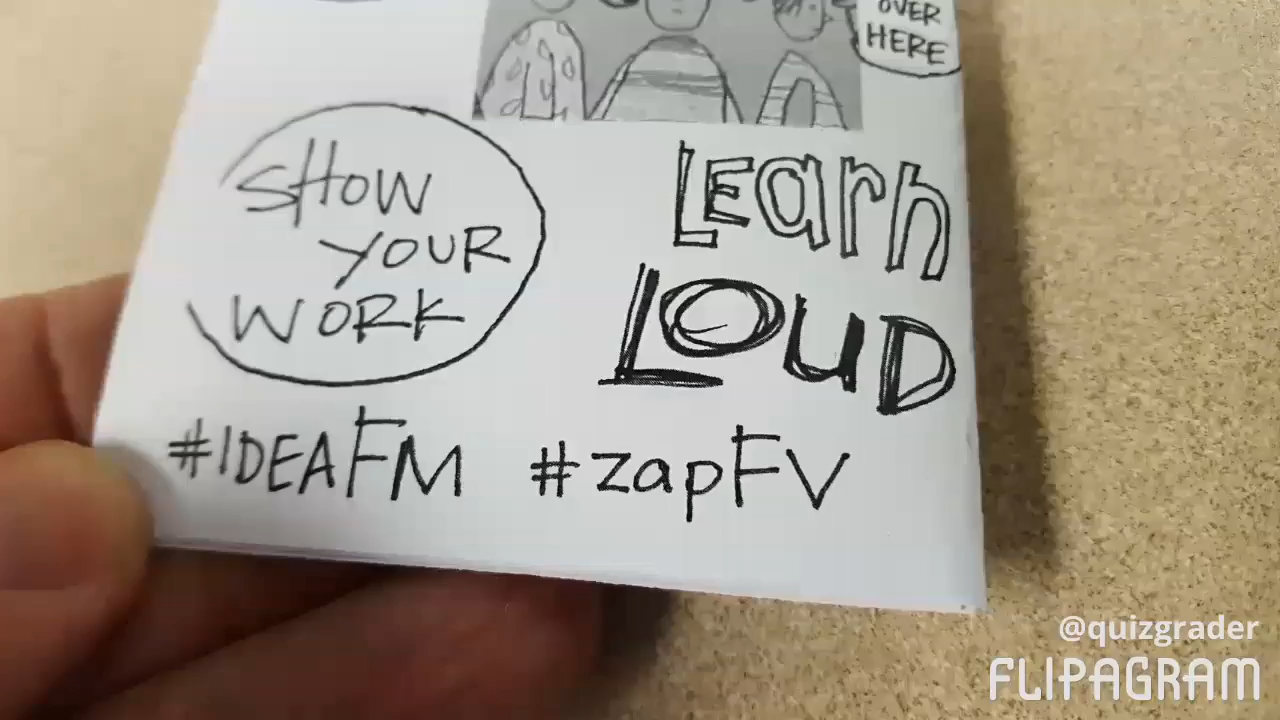 OVER
HERE
SHOW
YOUR
WORK
LEarn
LOUD
#IDEAFM #zapFV
@quizgrader
FLIPAGRAM